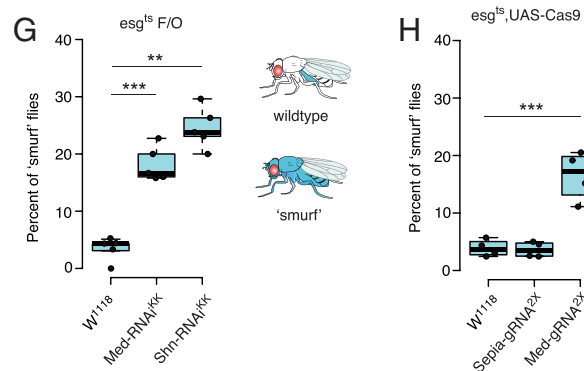 G
esg^ts F/O
Percent of 'smurf' flies
40
30
20
10
0
**
***
W^1118
Med-RNAi^KK
Shn-RNAi^KK
wildtype
'smurf'
H
esg^ts,UAS-Cas9
Percent of 'smurf' flies
40
30
20
10
0
***
W^1118
Sepia-gRNA^2X
Med-gRNA^2X